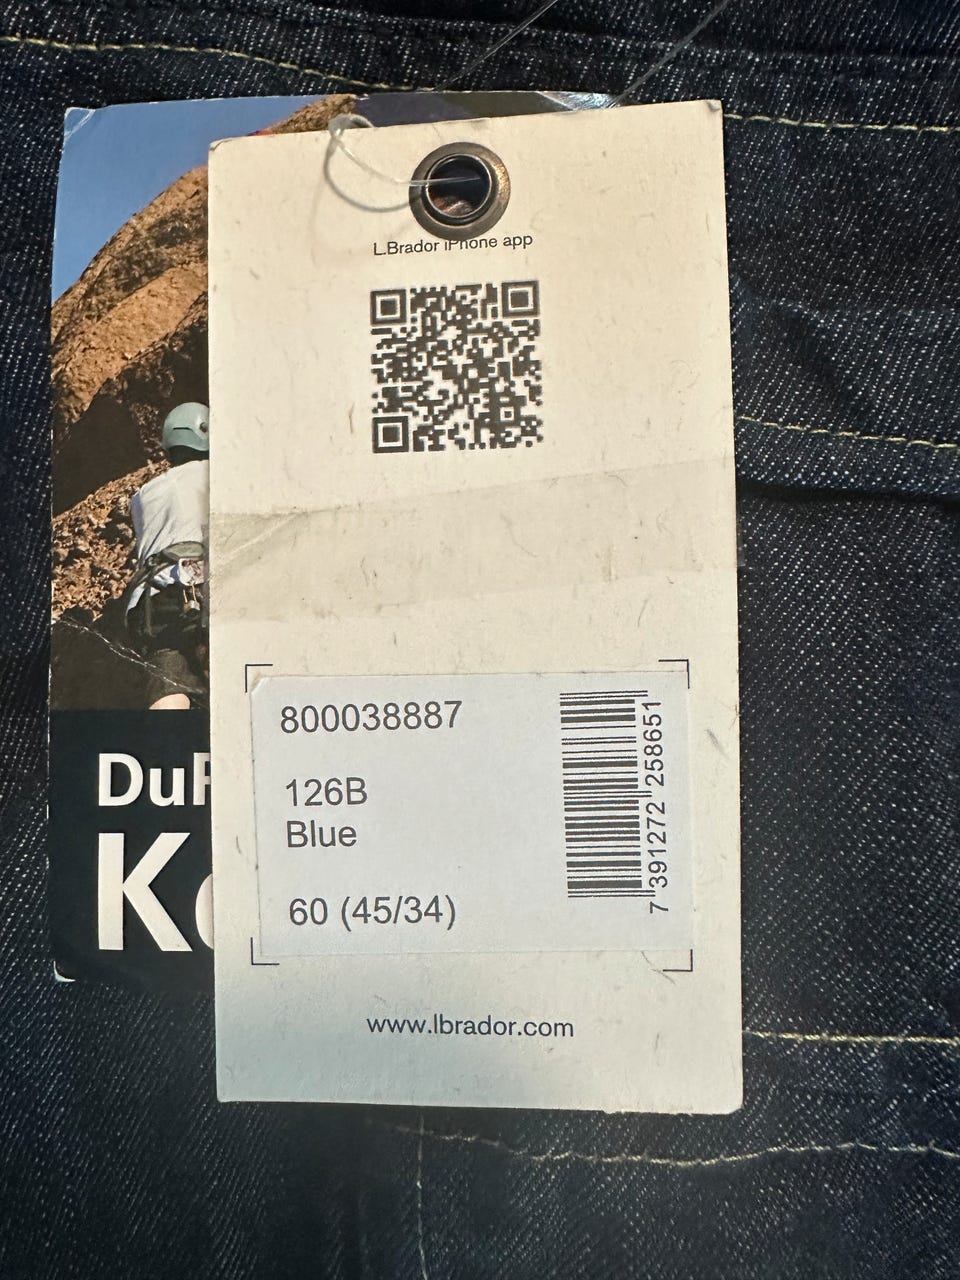 L.Brador iPhone app
800038887
126B
Blue
60 (45/34)
7 391272 258651
www.lbrador.com